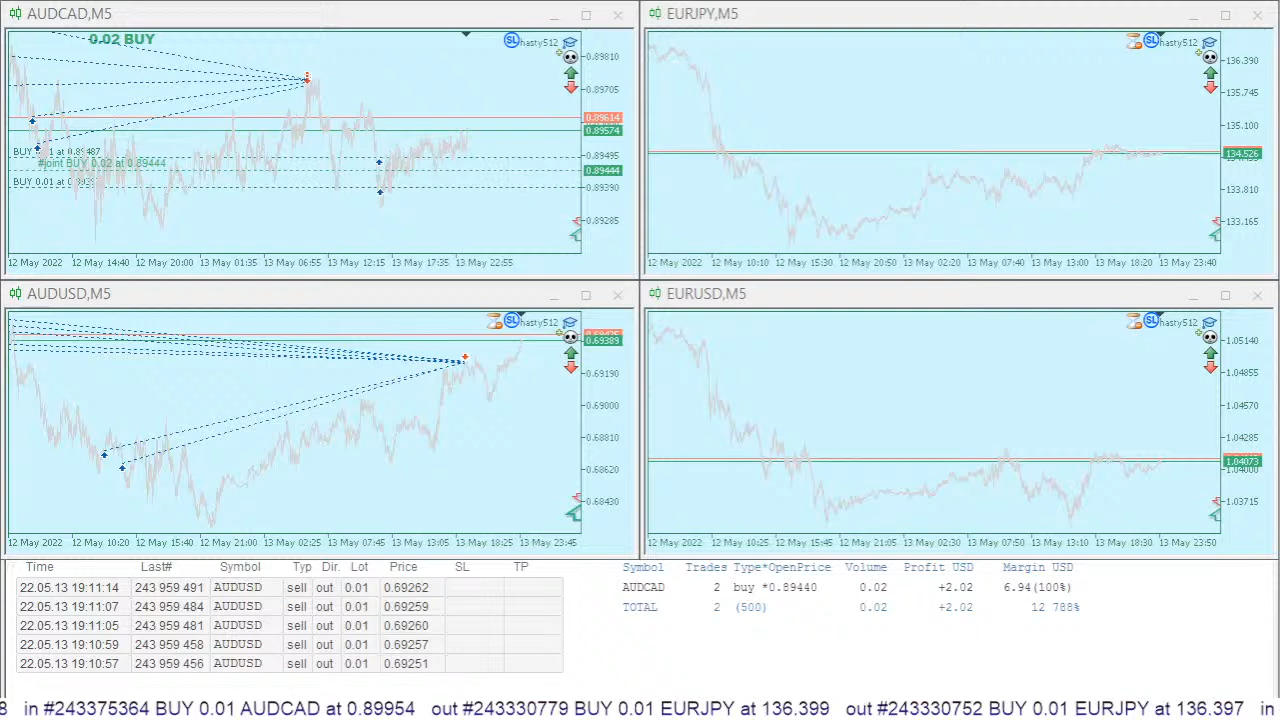 AUDCAD,M5
0.02 BUY
SL hasty512
0.89810
0.89705
0.89614
0.89574
0.89495
0.89444
0.89390
0.89285
#joint BUY 0.02 at 0.89444
BUY 0.01 at
12 May 2022 12 May 14:40 12 May 20:00 13 May 01:35 13 May 06:55 13 May 12:15 13 May 17:35 13 May 22:55
EURJPY,M5
SL hasty512
136.390
135.745
135.100
134.526
133.810
133.165
12 May 2022 12 May 10:10 12 May 15:30 12 May 20:50 13 May 02:20 13 May 07:40 13 May 13:00 13 May 18:20 13 May 23:40
AUDUSD,M5
SL hasty512
0.69389
0.69190
0.69000
0.68810
0.68620
0.68430
12 May 2022 12 May 10:20 12 May 15:40 12 May 21:00 13 May 02:25 13 May 07:45 13 May 13:05 13 May 18:25 13 May 23:45
EURUSD,M5
SL hasty512
1.05140
1.04855
1.04570
1.04285
1.04073
1.04000
1.03715
12 May 2022 12 May 10:25 12 May 15:45 12 May 21:05 13 May 02:30 13 May 07:50 13 May 13:10 13 May 18:30 13 May 23:50
Time Last# Symbol Typ Dir. Lot Price SL TP
22.05.13 19:11:14 243 959 491 AUDUSD sell out 0.01 0.69262
22.05.13 19:11:07 243 959 484 AUDUSD sell out 0.01 0.69259
22.05.13 19:11:05 243 959 481 AUDUSD sell out 0.01 0.69260
22.05.13 19:10:59 243 959 458 AUDUSD sell out 0.01 0.69257
22.05.13 19:10:57 243 959 456 AUDUSD sell out 0.01 0.69251
Symbol Trades Type*OpenPrice Volume Profit USD Margin USD
AUDCAD 2 buy *0.89440 0.02 +2.02 6.94(100%)
TOTAL 2 (500) 0.02 +2.02 12 788%
8 in #243375364 BUY 0.01 AUDCAD at 0.89954 out #243330779 BUY 0.01 EURJPY at 136.399 out #243330752 BUY 0.01 EURJPY at 136.397 in